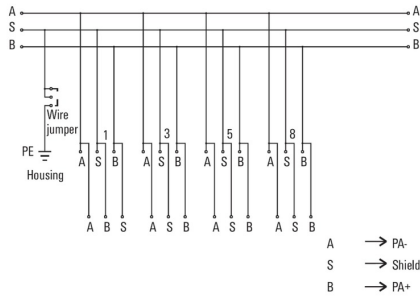 A A
S S
B B
Wire
jumper 1 3 5 8
PE A S B A S B A S B A S B
Housing
A B S A S B A S B A S B
A → PA-
S → Shield
B → PA+